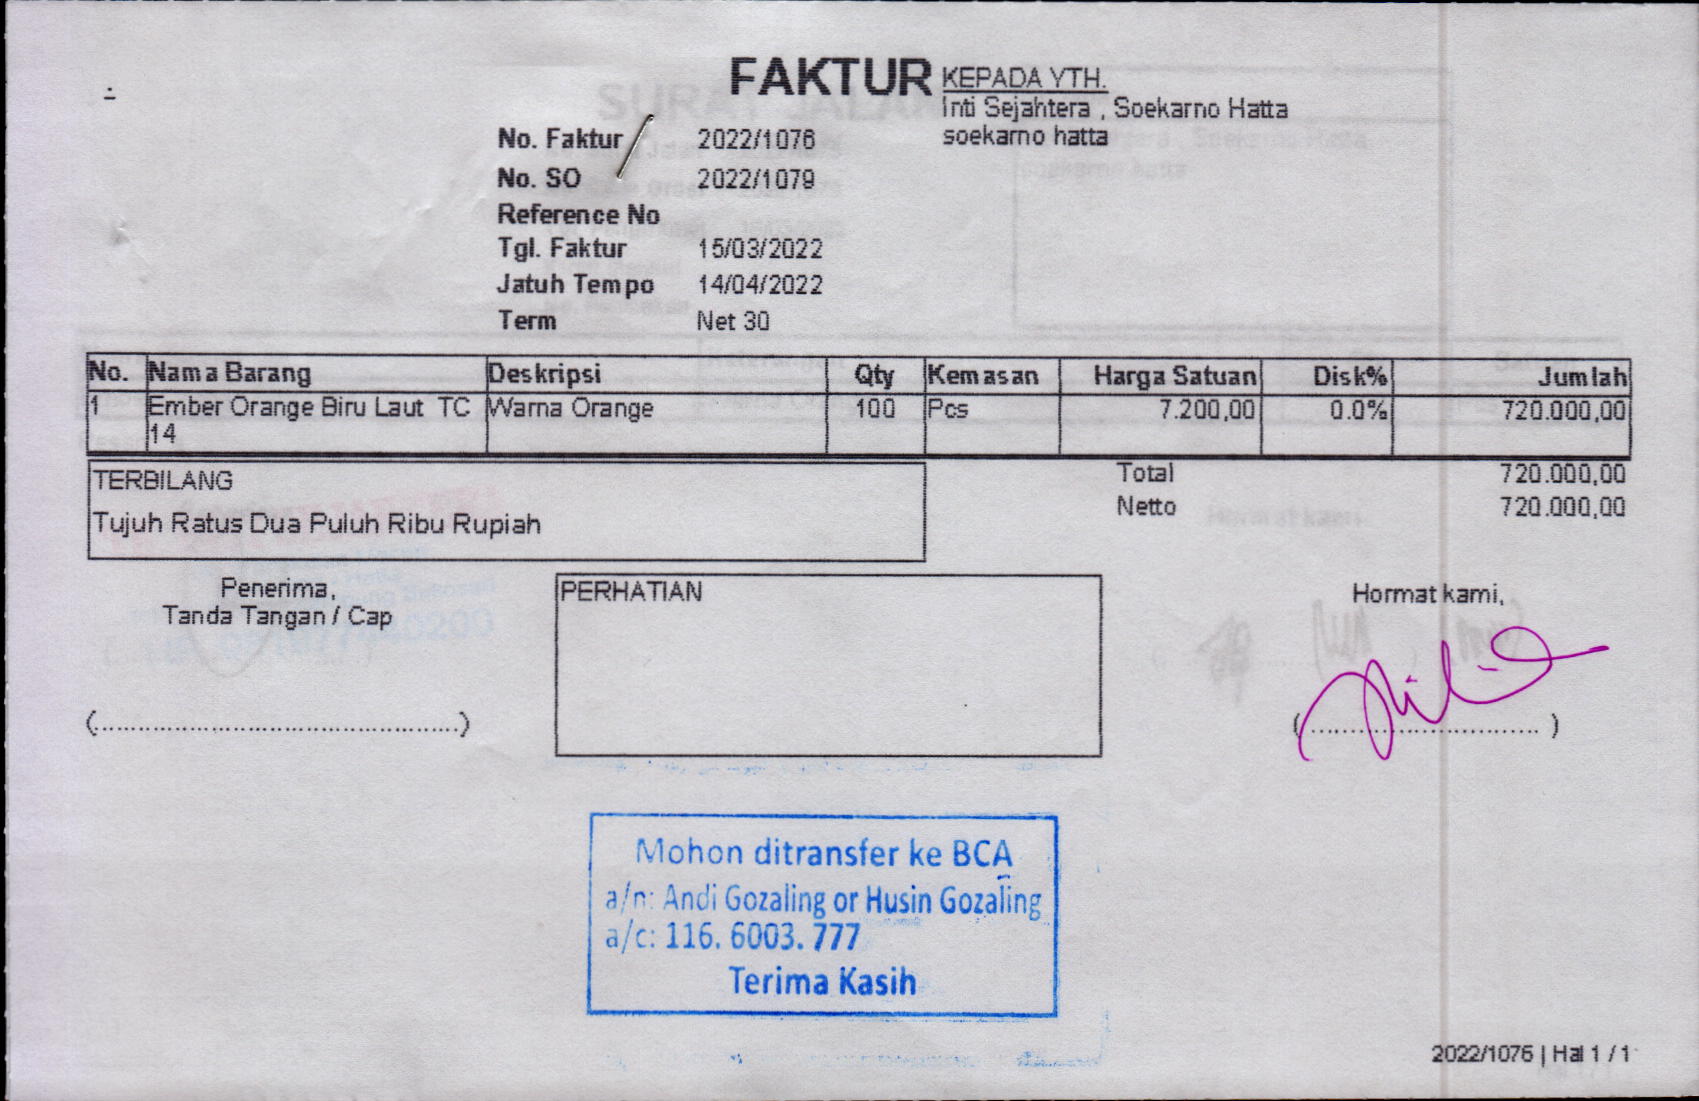 FAKTUR
KEPADA YTH.
Inti Sejahtera , Soekarno Hatta
soekarno hatta
No. Faktur 2022/1076
No. SO 2022/1079
Reference No
Tgl. Faktur 15/03/2022
Jatuh Tempo 14/04/2022
Term Net 30
No. Nama Barang Deskripsi Qty Kemasan Harga Satuan Disk% Jumlah
1 Ember Orange Biru Laut TC Warna Orange 100 Pcs 7.200,00 0.0% 720.000,00
14
TERBILANG
Tujuh Ratus Dua Puluh Ribu Rupiah
Total 720.000,00
Netto 720.000,00
Penerima,
Tanda Tangan / Cap
(..............................................)
PERHATIAN
Hormat kami,
(.............................)
Mohon ditransfer ke BCA
a/n: Andi Gozaling or Husin Gozaling
a/c: 116. 6003. 777
Terima Kasih
2022/1076 | Hal 1 / 1